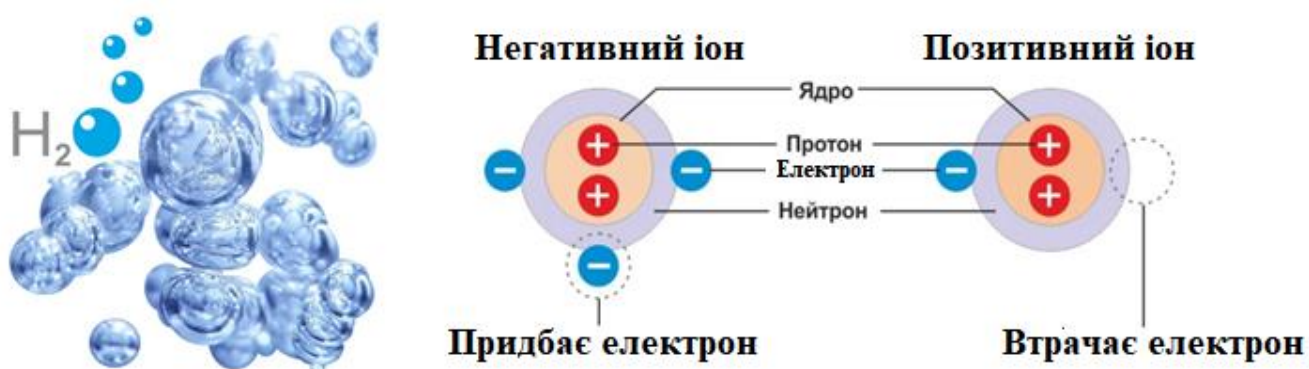 H₂
Негативний іон
Позитивний іон
Ядро
Протон
Електрон
Нейтрон
Придбає електрон
Втрачає електрон